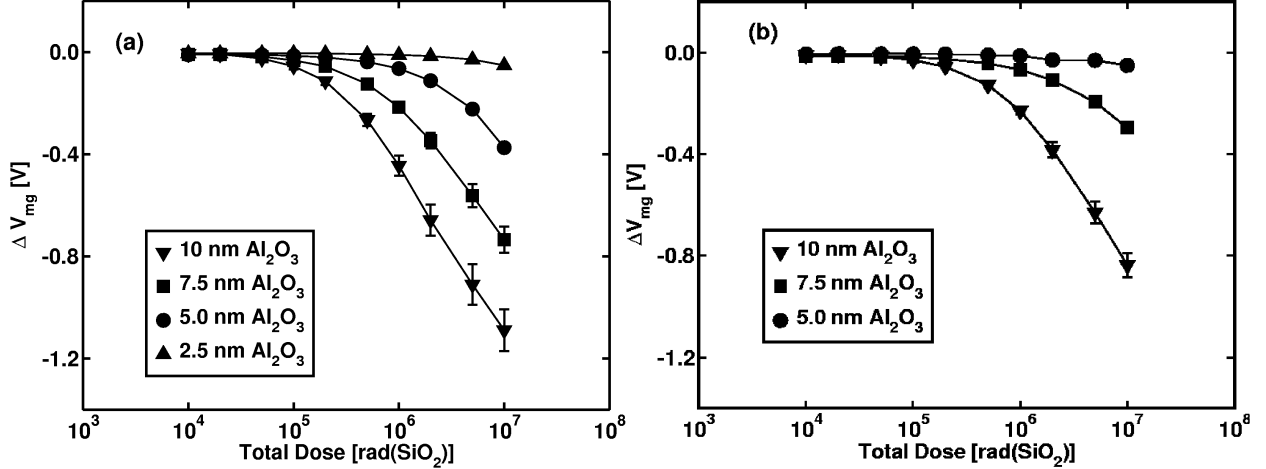 (a)
0.0
-0.4
-0.8
-1.2
Δ Vmg [V]
10 nm Al2O3
7.5 nm Al2O3
5.0 nm Al2O3
2.5 nm Al2O3
10^3 10^4 10^5 10^6 10^7 10^8
Total Dose [rad(SiO2)]
(b)
0.0
-0.4
-0.8
-1.2
ΔVmg [V]
10 nm Al2O3
7.5 nm Al2O3
5.0 nm Al2O3
10^3 10^4 10^5 10^6 10^7 10^8
Total Dose [rad(SiO2)]